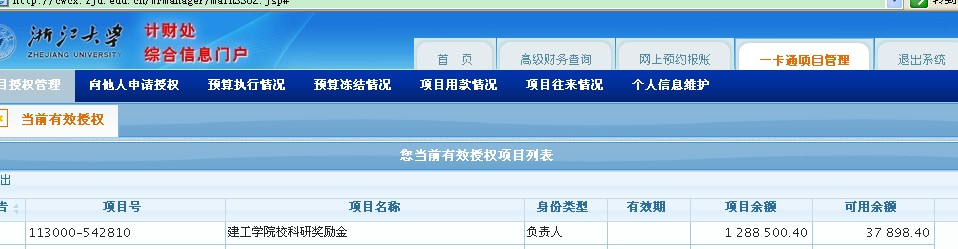 http://cwcx.zju.edu.cn/wfmanager/main3302.jsp#
浙江大学
ZHEJIANG UNIVERSITY
计财处
综合信息门户
首 页 高级财务查询 网上预约报账 一卡通项目管理 退出系统
目授权管理 向他人申请授权 预算执行情况 预算冻结情况 项目用款情况 项目往来情况 个人信息维护
当前有效授权
您当前有效授权项目列表
出
项目号 项目名称 身份类型 有效期 项目余额 可用余额
113000-542810 建工学院校科研奖励金 负责人 1 288 500.40 37 898.40